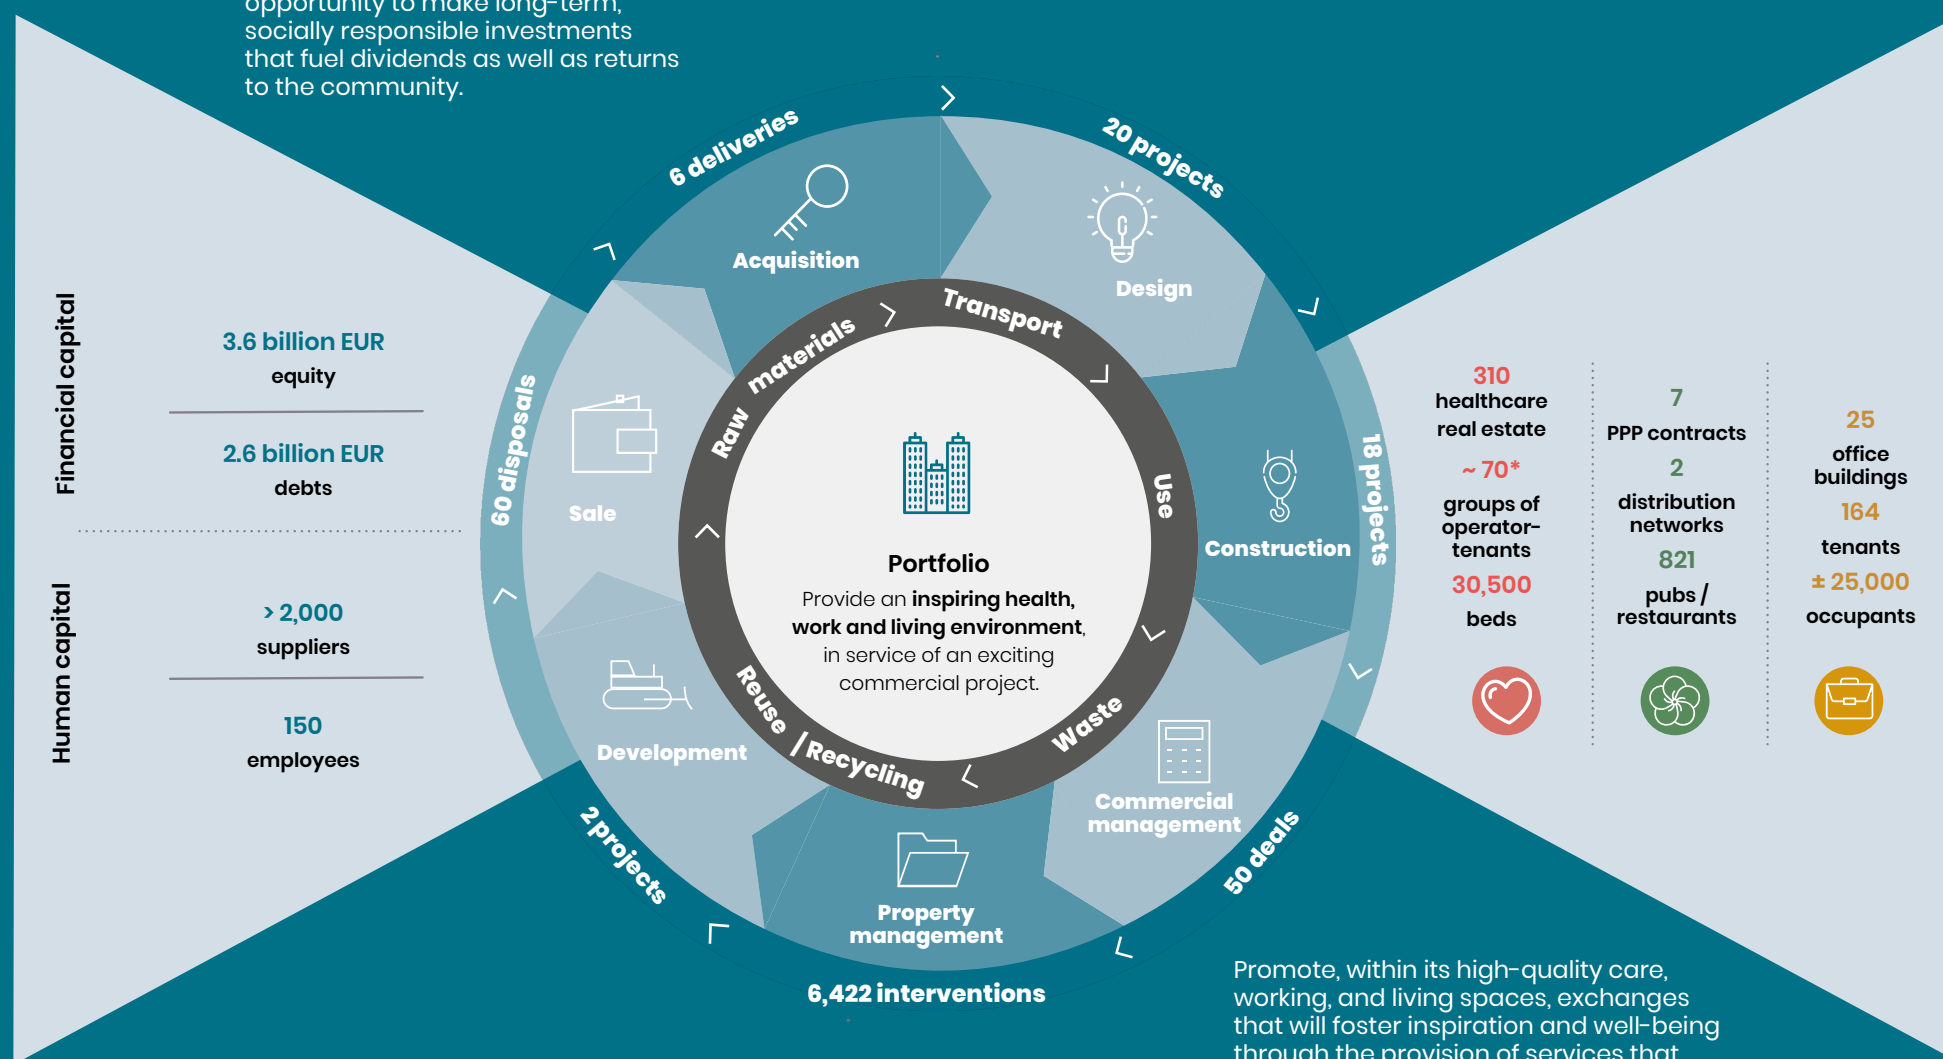 opportunity to make long-term,
socially responsible investments
that fuel dividends as well as returns
to the community.
Financial capital
3.6 billion EUR
equity
2.6 billion EUR
debts
Human capital
> 2,000
suppliers
150
employees
6 deliveries
20 projects
18 projects
50 deals
6,422 interventions
2 projects
60 disposals
Acquisition
Design
Construction
Commercial
management
Property
management
Development
Sale
Raw materials
Transport
Use
Waste
Reuse / Recycling
Portfolio
Provide an inspiring health,
work and living environment,
in service of an exciting
commercial project.
310
healthcare
real estate
~ 70*
groups of
operator-
tenants
30,500
beds
7
PPP contracts
2
distribution
networks
821
pubs /
restaurants
25
office
buildings
164
tenants
± 25,000
occupants
Promote, within its high-quality care,
working, and living spaces, exchanges
that will foster inspiration and well-being
through the provision of services that